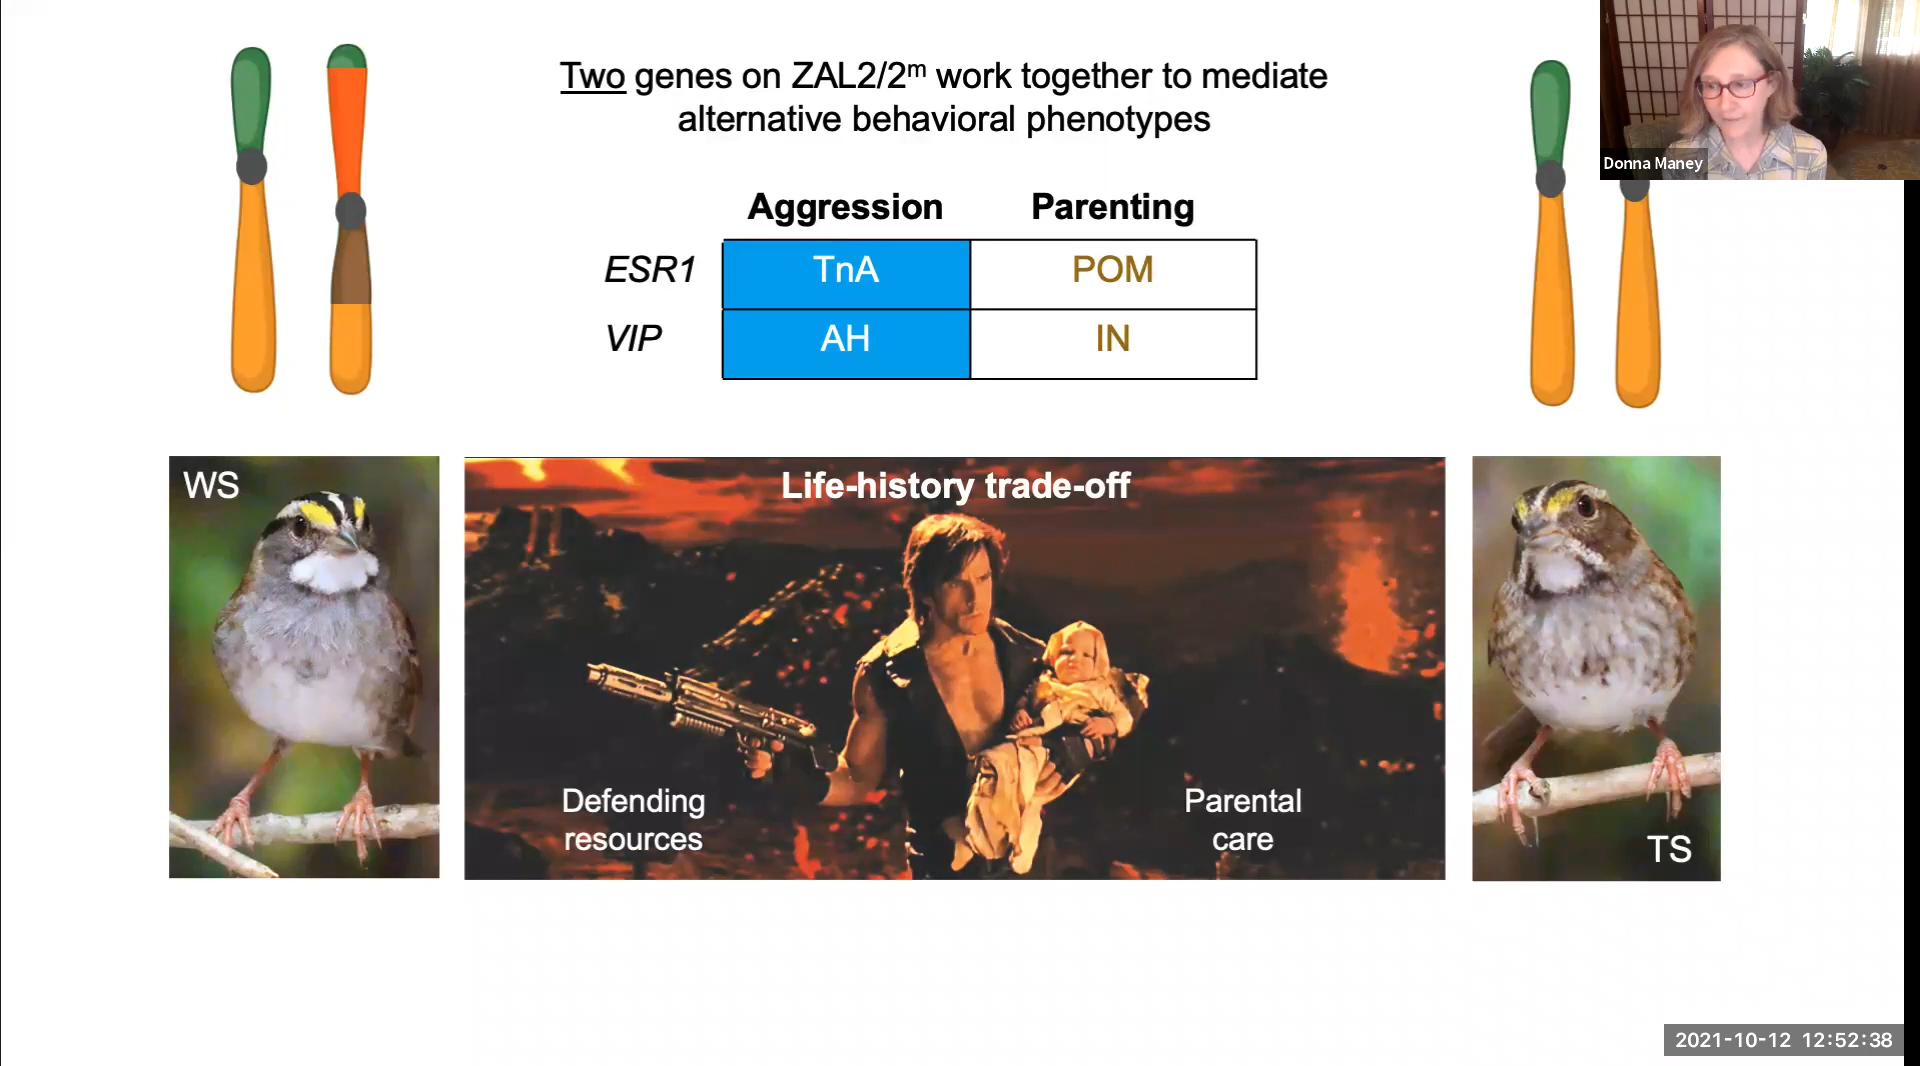 Two genes on ZAL2/2ᵐ work together to mediate
alternative behavioral phenotypes
Donna Maney
Aggression Parenting
ESR1 TnA POM
VIP AH IN
WS
Life-history trade-off
Defending
resources
Parental
care
TS
2021-10-12 12:52:38